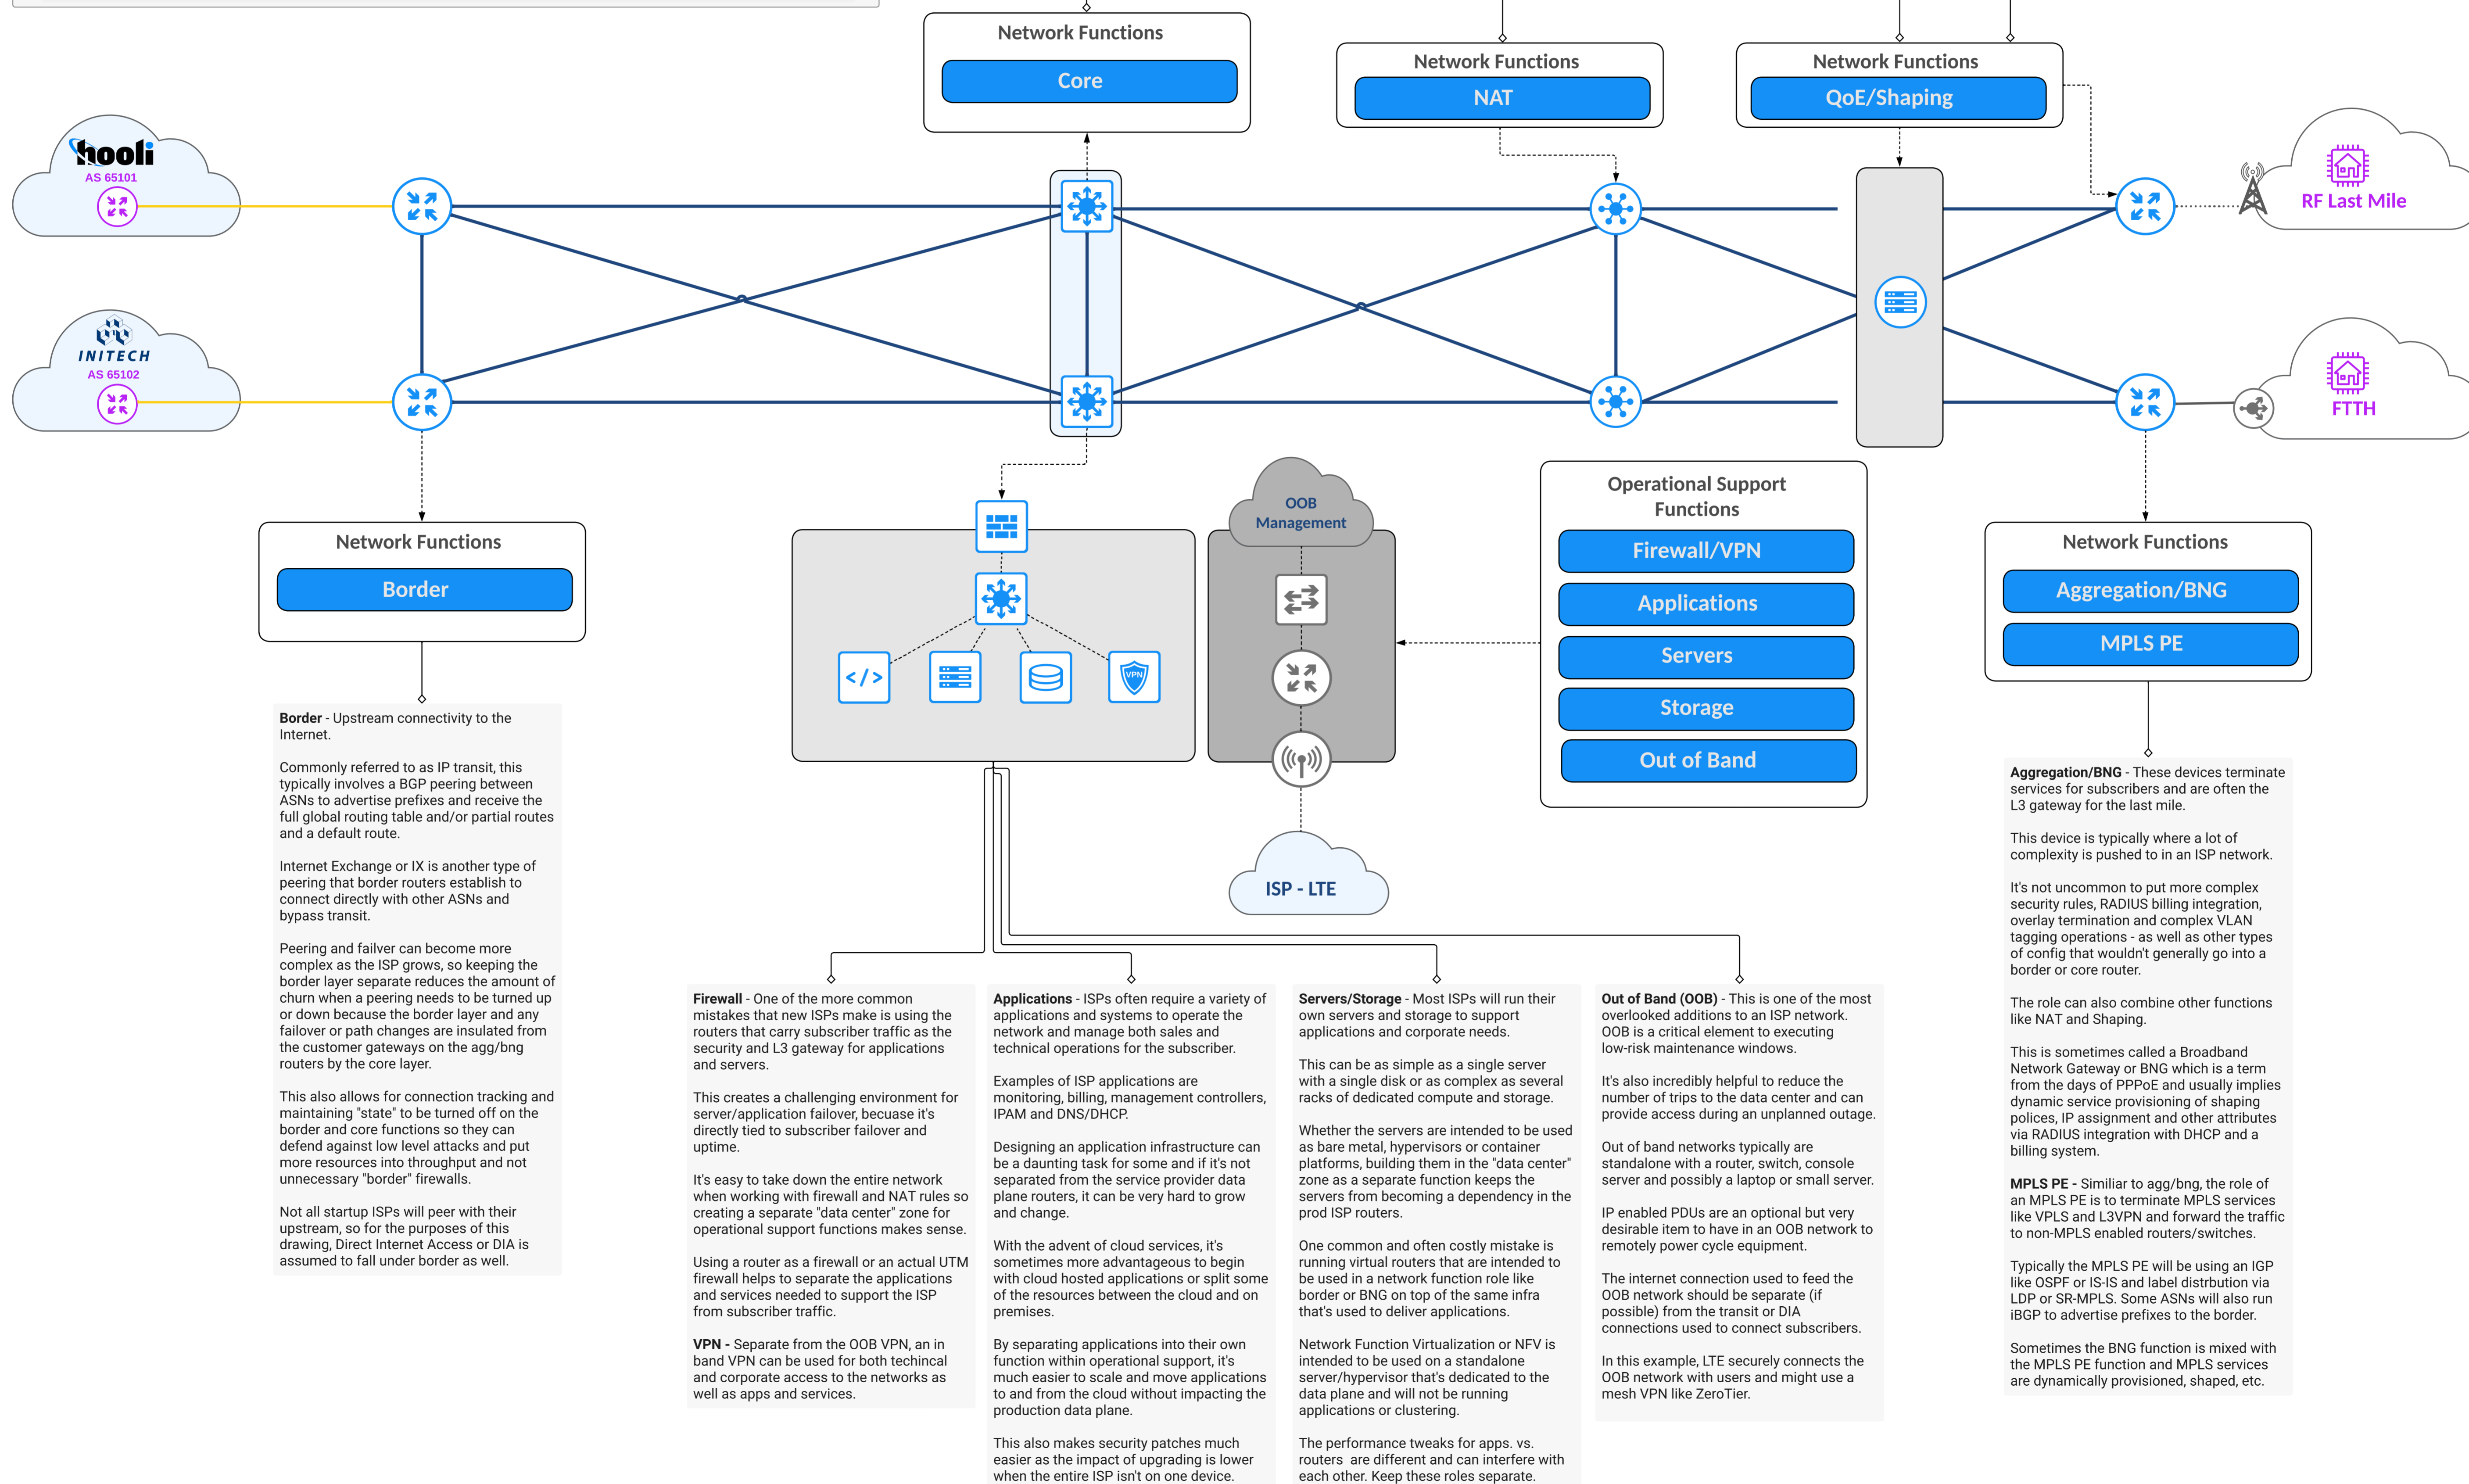 Network Functions
Core
Network Functions
NAT
Network Functions
QoE/Shaping
hooli
AS 65101
RF Last Mile
INITECH
AS 65102
FTTH
OOB
Management
Operational Support
Functions
Firewall/VPN
Applications
Servers
Storage
Out of Band
Network Functions
Border
Network Functions
Aggregation/BNG
MPLS PE
</>
VPN
ISP - LTE
Border - Upstream connectivity to the
Internet.
Commonly referred to as IP transit, this
typically involves a BGP peering between
ASNs to advertise prefixes and receive the
full global routing table and/or partial routes
and a default route.
Internet Exchange or IX is another type of
peering that border routers establish to
connect directly with other ASNs and
bypass transit.
Peering and failver can become more
complex as the ISP grows, so keeping the
border layer separate reduces the amount of
churn when a peering needs to be turned up
or down because the border layer and any
failover or path changes are insulated from
the customer gateways on the agg/bng
routers by the core layer.
This also allows for connection tracking and
maintaining "state" to be turned off on the
border and core functions so they can
defend against low level attacks and put
more resources into throughput and not
unnecessary "border" firewalls.
Not all startup ISPs will peer with their
upstream, so for the purposes of this
drawing, Direct Internet Access or DIA is
assumed to fall under border as well.
Firewall - One of the more common
mistakes that new ISPs make is using the
routers that carry subscriber traffic as the
security and L3 gateway for applications
and servers.
This creates a challenging environment for
server/application failover, becuase it's
directly tied to subscriber failover and
uptime.
It's easy to take down the entire network
when working with firewall and NAT rules so
creating a separate "data center" zone for
operational support functions makes sense.
Using a router as a firewall or an actual UTM
firewall helps to separate the applications
and services needed to support the ISP
from subscriber traffic.
VPN - Separate from the OOB VPN, an in
band VPN can be used for both techincal
and corporate access to the networks as
well as apps and services.
Applications - ISPs often require a variety of
applications and systems to operate the
network and manage both sales and
technical operations for the subscriber.
Examples of ISP applications are
monitoring, billing, management controllers,
IPAM and DNS/DHCP.
Designing an application infrastructure can
be a daunting task for some and if it's not
separated from the service provider data
plane routers, it can be very hard to grow
and change.
With the advent of cloud services, it's
sometimes more advantageous to begin
with cloud hosted applications or split some
of the resources between the cloud and on
premises.
By separating applications into their own
function within operational support, it's
much easier to scale and move applications
to and from the cloud without impacting the
production data plane.
This also makes security patches much
easier as the impact of upgrading is lower
when the entire ISP isn't on one device.
Servers/Storage - Most ISPs will run their
own servers and storage to support
applications and corporate needs.
This can be as simple as a single server
with a single disk or as complex as several
racks of dedicated compute and storage.
Whether the servers are intended to be used
as bare metal, hypervisors or container
platforms, building them in the "data center"
zone as a separate function keeps the
servers from becoming a dependency in the
prod ISP routers.
One common and often costly mistake is
running virtual routers that are intended to
be used in a network function role like
border or BNG on top of the same infra
that's used to deliver applications.
Network Function Virtualization or NFV is
intended to be used on a standalone
server/hypervisor that's dedicated to the
data plane and will not be running
applications or clustering.
The performance tweaks for apps. vs.
routers are different and can interfere with
each other. Keep these roles separate.
Out of Band (OOB) - This is one of the most
overlooked additions to an ISP network.
OOB is a critical element to executing
low-risk maintenance windows.
It's also incredibly helpful to reduce the
number of trips to the data center and can
provide access during an unplanned outage.
Out of band networks typically are
standalone with a router, switch, console
server and possibly a laptop or small server.
IP enabled PDUs are an optional but very
desirable item to have in an OOB network to
remotely power cycle equipment.
The internet connection used to feed the
OOB network should be separate (if
possible) from the transit or DIA
connections used to connect subscribers.
In this example, LTE securely connects the
OOB network with users and might use a
mesh VPN like ZeroTier.
Aggregation/BNG - These devices terminate
services for subscribers and are often the
L3 gateway for the last mile.
This device is typically where a lot of
complexity is pushed to in an ISP network.
It's not uncommon to put more complex
security rules, RADIUS billing integration,
overlay termination and complex VLAN
tagging operations - as well as other types
of config that wouldn't generally go into a
border or core router.
The role can also combine other functions
like NAT and Shaping.
This is sometimes called a Broadband
Network Gateway or BNG which is a term
from the days of PPPoE and usually implies
dynamic service provisioning of shaping
polices, IP assignment and other attributes
via RADIUS integration with DHCP and a
billing system.
MPLS PE - Similiar to agg/bng, the role of
an MPLS PE is to terminate MPLS services
like VPLS and L3VPN and forward the traffic
to non-MPLS enabled routers/switches.
Typically the MPLS PE will be using an IGP
like OSPF or IS-IS and label distrbution via
LDP or SR-MPLS. Some ASNs will also run
iBGP to advertise prefixes to the border.
Sometimes the BNG function is mixed with
the MPLS PE function and MPLS services
are dynamically provisioned, shaped, etc.